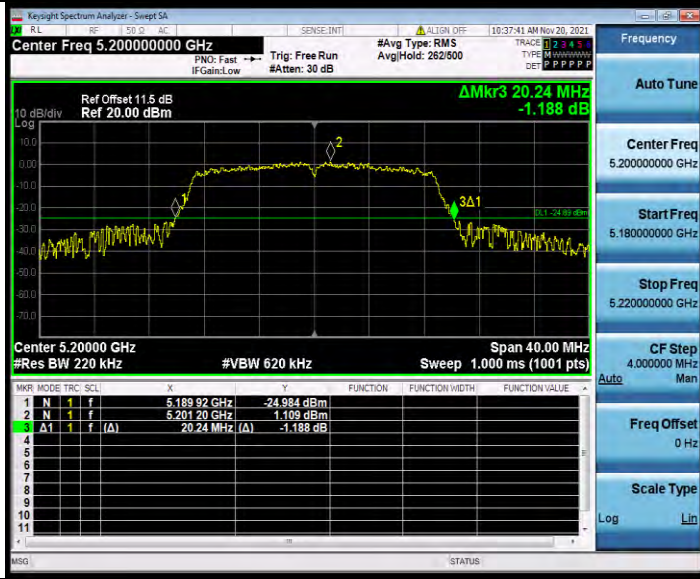 Keysight Spectrum Analyzer - Swept SA
RL RF 50 Ω AC SENSE:INT ALIGN OFF 10:37:41 AM Nov 20, 2021
Center Freq 5.200000000 GHz
PNO: Fast
IFGain:Low
Trig: Free Run
#Atten: 30 dB
#Avg Type: RMS
Avg|Hold: 262/500
TRACE 1 2 3 4 5 6
TYPE M WWWWW
DET P P P P P P
Frequency
ΔMkr3 20.24 MHz
-1.188 dB
Ref Offset 11.5 dB
10 dB/div Ref 20.00 dBm
Log
10.0
0.00
-10.0
-20.0
-30.0
-40.0
-50.0
-60.0
-70.0
1
2
3Δ1
DL1 -24.89 dBm
Center 5.20000 GHz Span 40.00 MHz
#Res BW 220 kHz #VBW 620 kHz Sweep 1.000 ms (1001 pts)
MKR MODE TRC SCL X Y FUNCTION FUNCTION WIDTH FUNCTION VALUE
1 N 1 f 5.189 92 GHz -24.984 dBm
2 N 1 f 5.201 20 GHz 1.109 dBm
3 Δ1 1 f (Δ) 20.24 MHz (Δ) -1.188 dB
4
5
6
7
8
9
10
11
Auto Tune
Center Freq
5.200000000 GHz
Start Freq
5.180000000 GHz
Stop Freq
5.220000000 GHz
CF Step
4.000000 MHz
Auto Man
Freq Offset
0 Hz
Scale Type
Log Lin
MSG STATUS